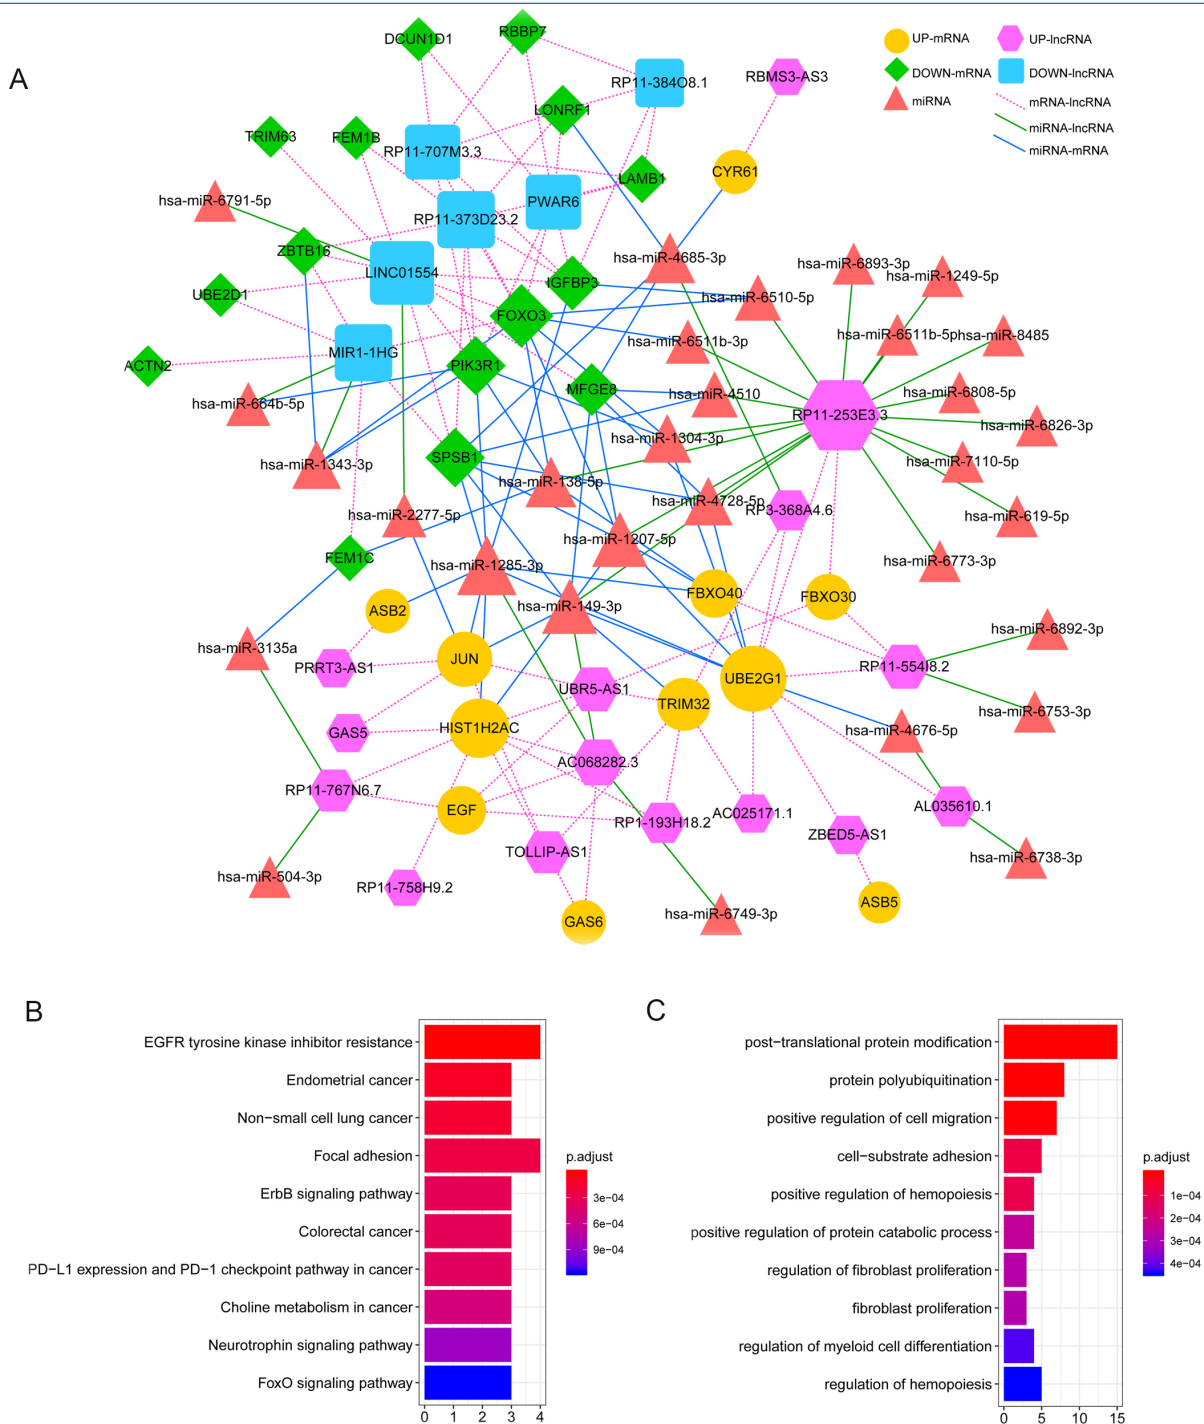 A
DCUN1D1
RBBP7
UP-mRNA
UP-lncRNA
DOWN-mRNA
DOWN-lncRNA
miRNA
mRNA-lncRNA
miRNA-lncRNA
miRNA-mRNA
RP11-384O8.1
RBMS3-AS3
LONRF1
TRIM63
FEM1B
RP11-707M3.3
CYR61
LAMB1
hsa-miR-6791-5p
PWAR6
RP11-373D23.2
ZBTB16
LINC01554
hsa-miR-4685-3p
hsa-miR-6893-3p
hsa-miR-1249-5p
UBE2D1
IGFBP3
hsa-miR-6510-5p
FOXO3
hsa-miR-6511b-3p
hsa-miR-6511b-5p
hsa-miR-8485
MIR1-1HG
ACTN2
PIK3R1
MFGE8
hsa-miR-4510
hsa-miR-6808-5p
hsa-miR-664b-5p
RP11-253E3.3
hsa-miR-6826-3p
hsa-miR-1304-3p
SPSB1
hsa-miR-1343-3p
hsa-miR-7110-5p
hsa-miR-138-5p
hsa-miR-4728-5p
RP3-368A4.6
hsa-miR-2277-5p
hsa-miR-619-5p
hsa-miR-1207-5p
FEM1C
hsa-miR-1285-3p
hsa-miR-6773-3p
FBXO40
FBXO30
ASB2
hsa-miR-149-3p
hsa-miR-6892-3p
hsa-miR-3135a
PRRT3-AS1
JUN
RP11-554I8.2
UBE2G1
UBR5-AS1
TRIM32
hsa-miR-6753-3p
GAS5
HIST1H2AC
hsa-miR-4676-5p
AC068282.3
RP11-767N6.7
EGF
RP1-193H18.2
AC025171.1
AL035610.1
ZBED5-AS1
TOLLIP-AS1
hsa-miR-6738-3p
hsa-miR-504-3p
RP11-758H9.2
hsa-miR-6749-3p
GAS6
ASB5
B
EGFR tyrosine kinase inhibitor resistance
Endometrial cancer
Non−small cell lung cancer
Focal adhesion
ErbB signaling pathway
Colorectal cancer
PD−L1 expression and PD−1 checkpoint pathway in cancer
Choline metabolism in cancer
Neurotrophin signaling pathway
FoxO signaling pathway
0 1 2 3 4
p.adjust
3e−04
6e−04
9e−04
C
post−translational protein modification
protein polyubiquitination
positive regulation of cell migration
cell−substrate adhesion
positive regulation of hemopoiesis
positive regulation of protein catabolic process
regulation of fibroblast proliferation
fibroblast proliferation
regulation of myeloid cell differentiation
regulation of hemopoiesis
0 5 10 15
p.adjust
1e−04
2e−04
3e−04
4e−04